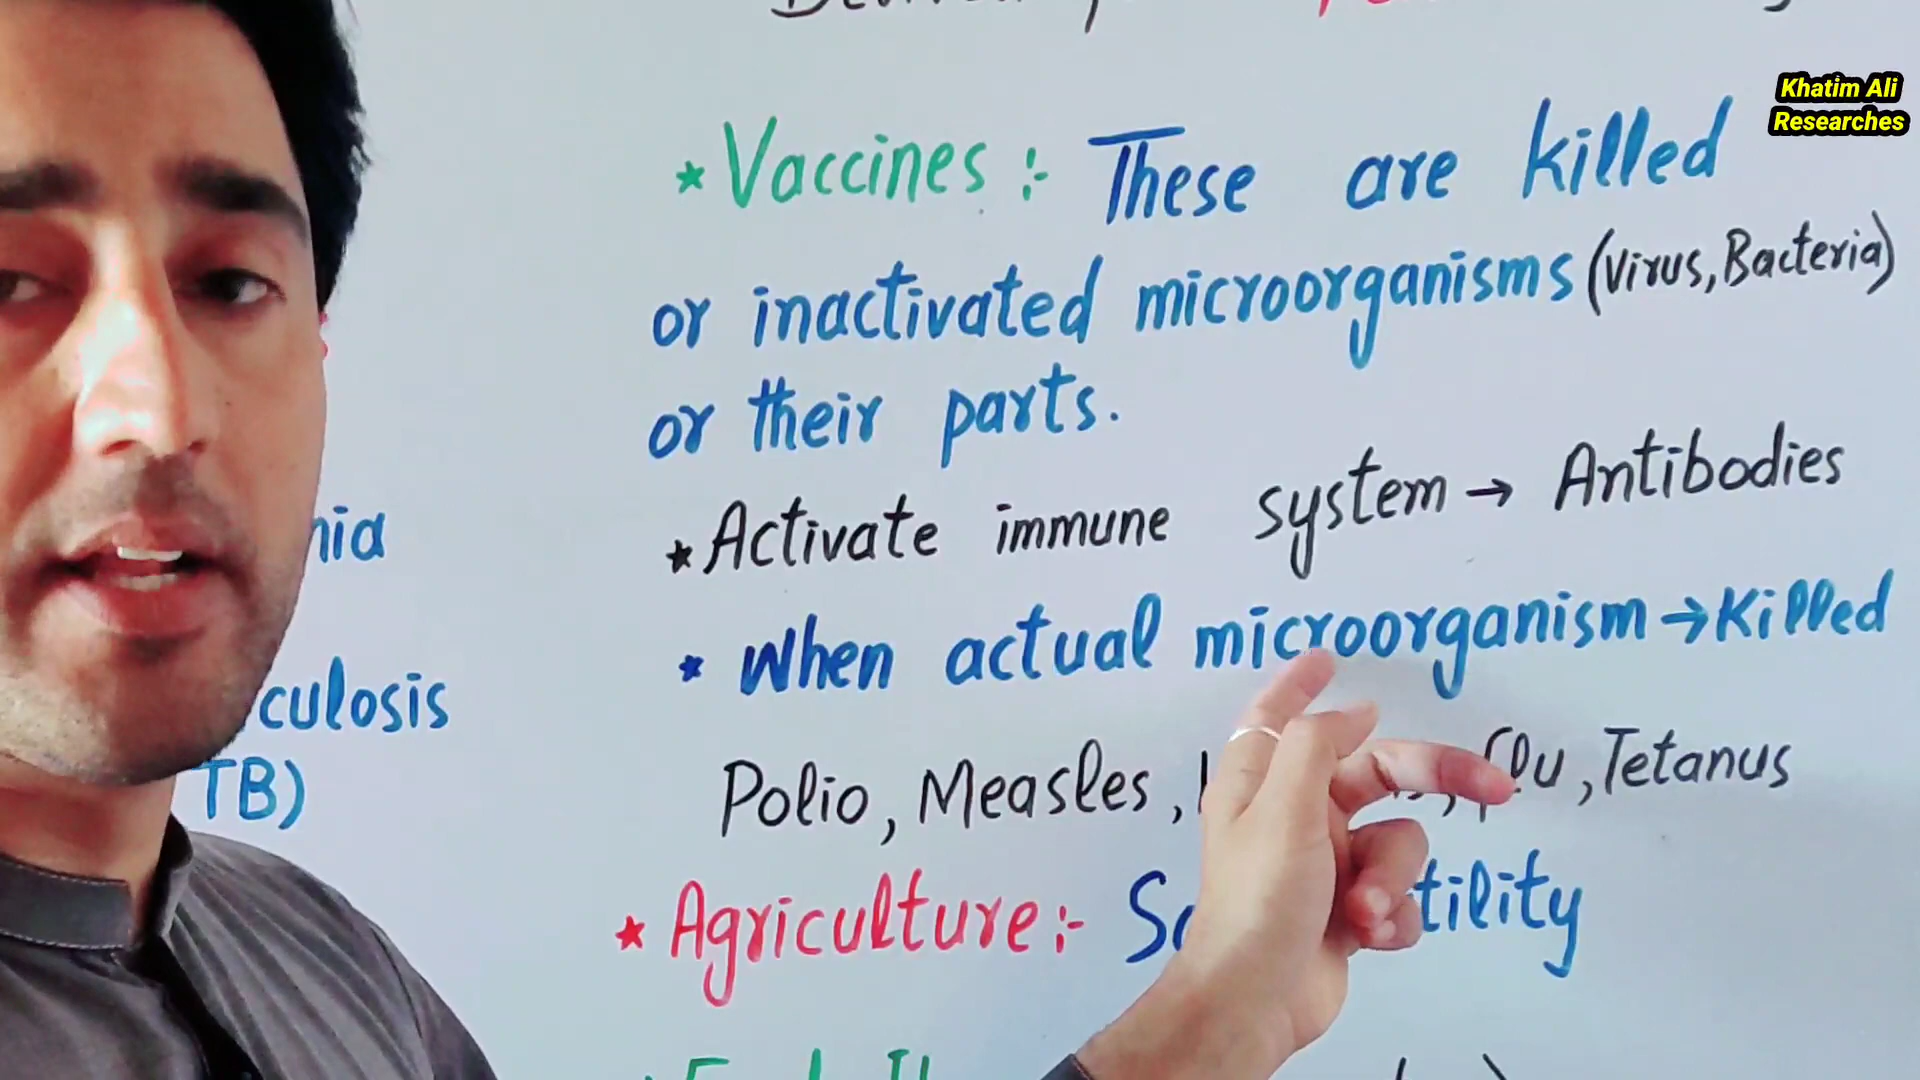 Khatim Ali
Researches
* Vaccines :- These are killed
or inactivated microorganisms (Virus, Bacteria)
or their parts.
* Activate immune system → Antibodies
* When actual microorganism → Killed
Polio, Measles, flu, Tetanus
* Agriculture :-
nia
culosis
TB)